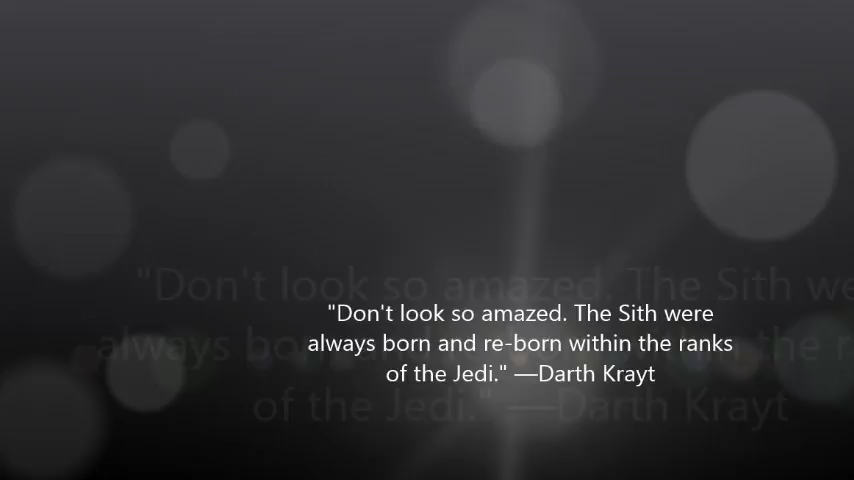 "Don't look so amazed. The Sith were
always born and re-born within the ranks
of the Jedi." —Darth Krayt